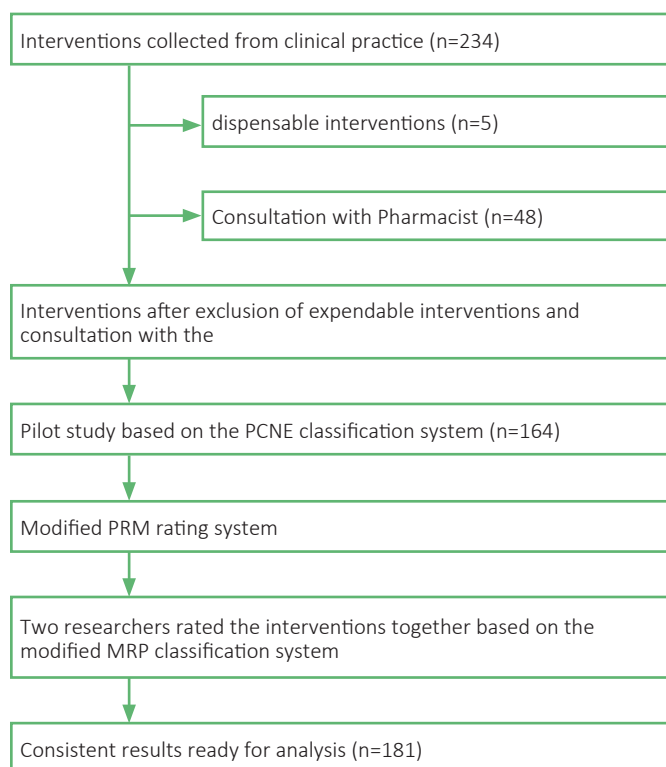 Interventions collected from clinical practice (n=234)
dispensable interventions (n=5)
Consultation with Pharmacist (n=48)
Interventions after exclusion of expendable interventions and
consultation with the
Pilot study based on the PCNE classification system (n=164)
Modified PRM rating system
Two researchers rated the interventions together based on the
modified MRP classification system
Consistent results ready for analysis (n=181)